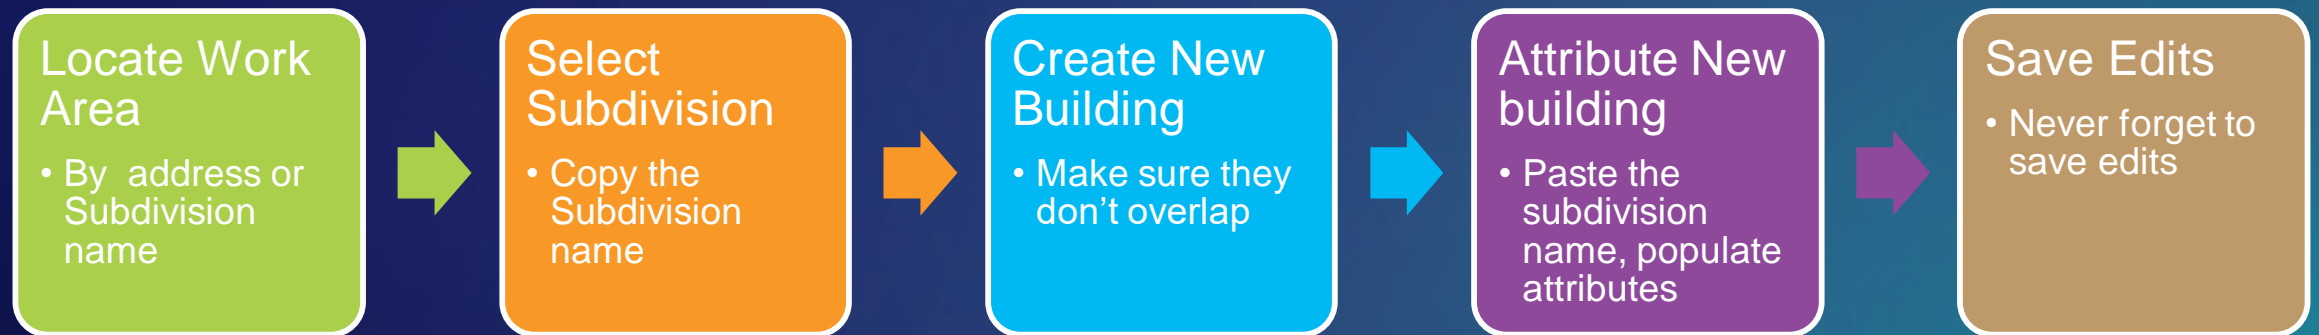 Locate Work
Area
• By address or
Subdivision
name
Select
Subdivision
• Copy the
Subdivision
name
Create New
Building
• Make sure they
don’t overlap
Attribute New
building
• Paste the
subdivision
name, populate
attributes
Save Edits
• Never forget to
save edits